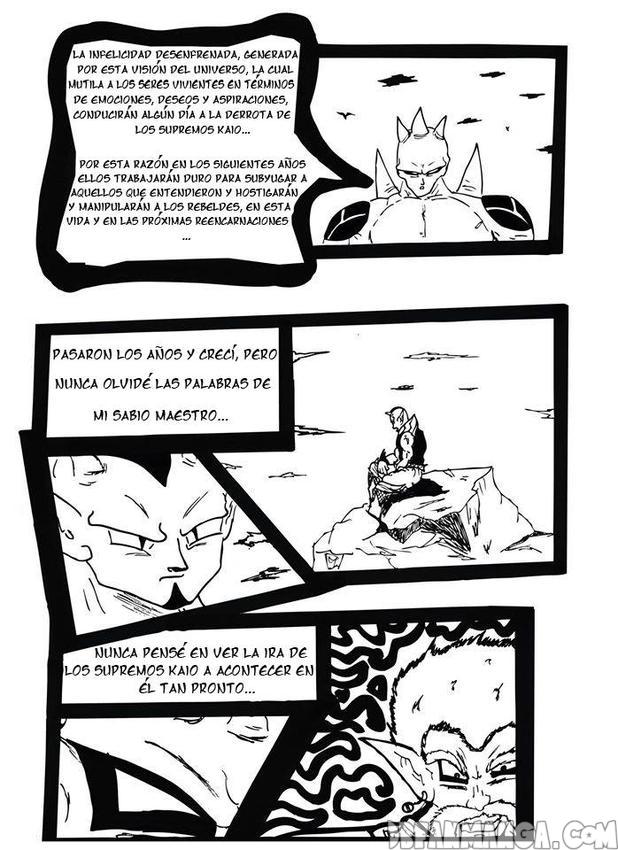 LA INFELICIDAD DESENFRENADA, GENERADA
POR ESTA VISIÓN DEL UNIVERSO, LA CUAL
MUTILA A LOS SERES VIVIENTES EN TÉRMINOS
DE EMOCIONES, DESEOS Y ASPIRACIONES,
CONDUCIRÁN ALGÚN DÍA A LA DERROTA DE
LOS SUPREMOS KAIO...
POR ESTA RAZÓN EN LOS SIGUIENTES AÑOS
ELLOS TRABAJARÁN DURO PARA SUBYUGAR A
AQUELLOS QUE ENTENDIERON Y HOSTIGARÁN
Y MANIPULARÁN A LOS REBELDES, EN ESTA
VIDA Y EN LAS PRÓXIMAS REENCARNACIONES
...
PASARON LOS AÑOS Y CRECÍ, PERO
NUNCA OLVIDÉ LAS PALABRAS DE
MI SABIO MAESTRO...
NUNCA PENSÉ EN VER LA IRA DE
LOS SUPREMOS KAIO A ACONTECER EN
ÉL TAN PRONTO...
DBFANMANGA.COM